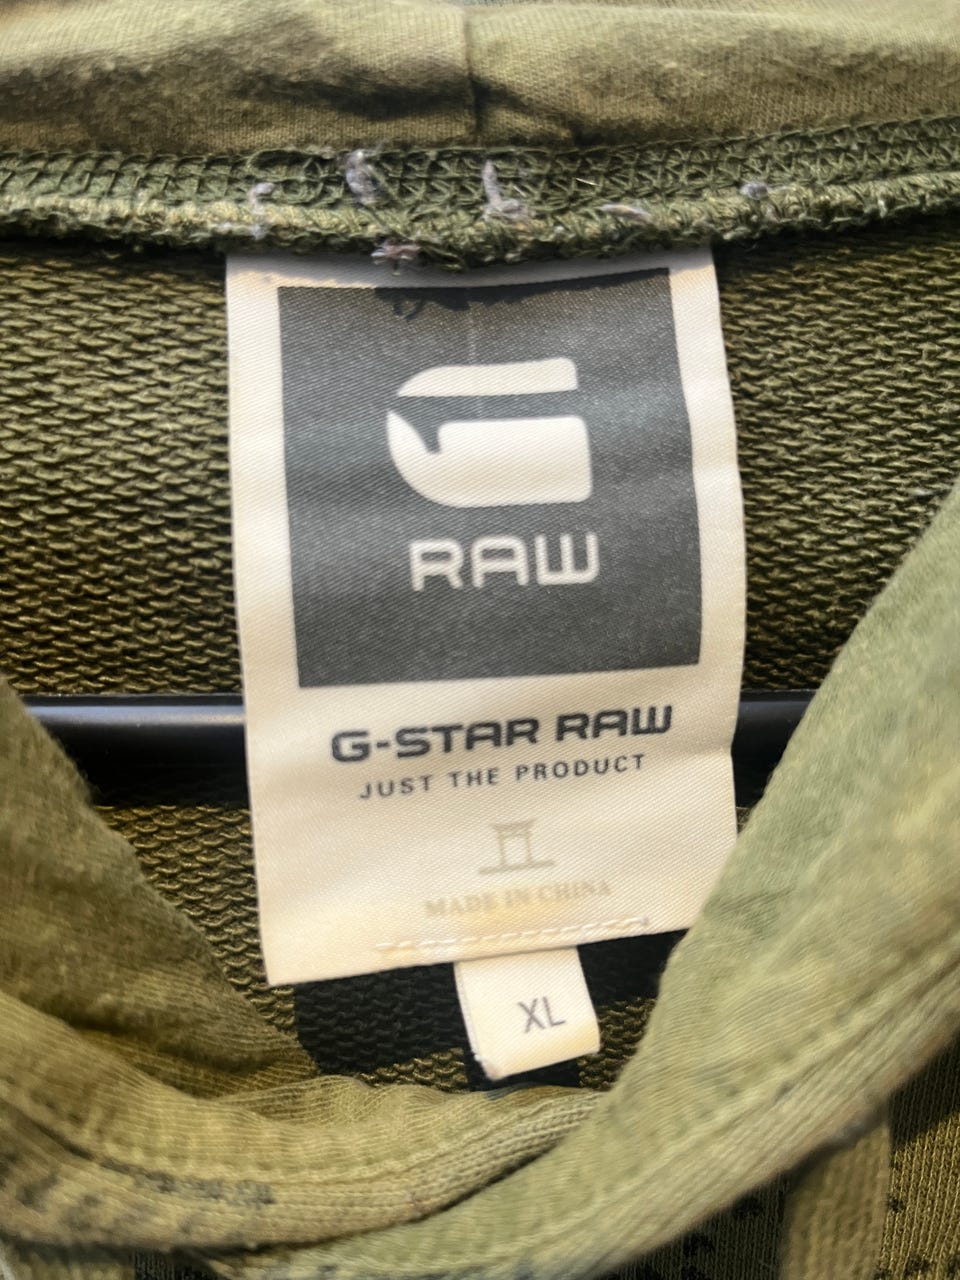 RAW
G-STAR RAW
JUST THE PRODUCT
MADE IN CHINA
XL